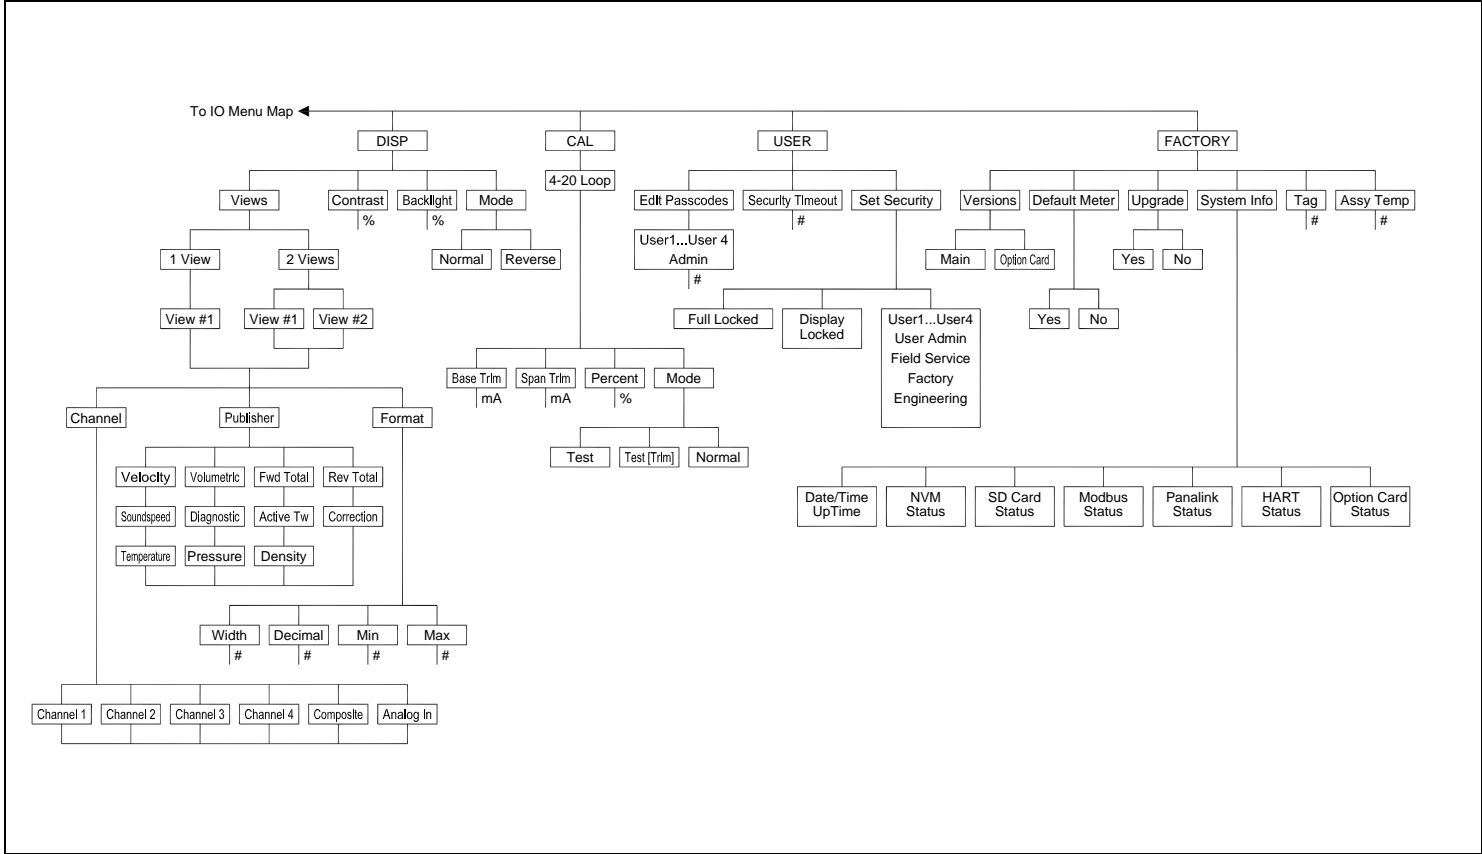 To IO Menu Map
DISP
CAL
USER
FACTORY
4-20 Loop
Views
Contrast
Backlight
Mode
Edit Passcodes
Security Timeout
Set Security
Versions
Default Meter
Upgrade
System Info
Tag
Assy Temp
%
%
#
#
#
User1...User 4
Admin
#
1 View
2 Views
Normal
Reverse
Main
Option Card
Yes
No
View #1
View #1
View #2
Full Locked
Display
Locked
User1...User4
User Admin
Field Service
Factory
Engineering
Yes
No
Base Trim
Span Trim
Percent
Mode
mA
mA
%
Channel
Publisher
Format
Test
Test [Trim]
Normal
Velocity
Volumetric
Fwd Total
Rev Total
Soundspeed
Diagnostic
Active Tw
Correction
Temperature
Pressure
Density
Date/Time
UpTime
NVM
Status
SD Card
Status
Modbus
Status
Panalink
Status
HART
Status
Option Card
Status
Width
Decimal
Min
Max
#
#
#
#
Channel 1
Channel 2
Channel 3
Channel 4
Composite
Analog In